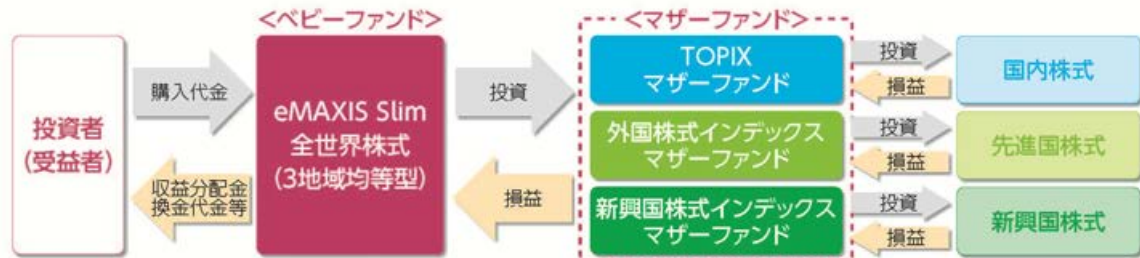 <ベビーファンド>
<マザーファンド>
投資者
(受益者)
購入代金
収益分配金
換金代金等
eMAXIS Slim
全世界株式
(3地域均等型)
投資
損益
TOPIX
マザーファンド
投資
損益
国内株式
外国株式インデックス
マザーファンド
投資
損益
先進国株式
新興国株式インデックス
マザーファンド
投資
損益
新興国株式